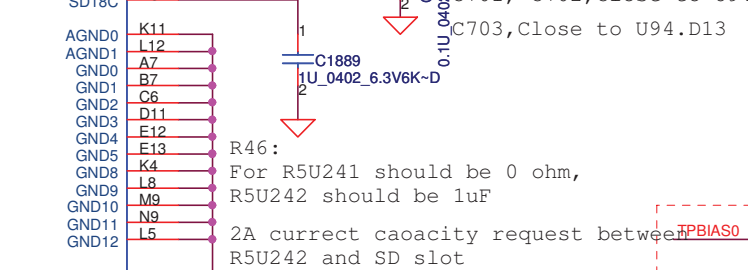 SD18C
AGND0 K11
AGND1 L12
GND0 A7
GND1 B7
GND2 C6
GND3 D11
GND4 E12
GND5 E13
GND8 K4
GND9 L8
GND10 M9
GND11 N9
GND12 L5
1
C1889
1U_0402_6.3V6K~D
2
2
C703,Close to U94.D13
R46:
For R5U241 should be 0 ohm,
R5U242 should be 1uF
2A currect caoacity request between
R5U242 and SD slot
TPBIAS0